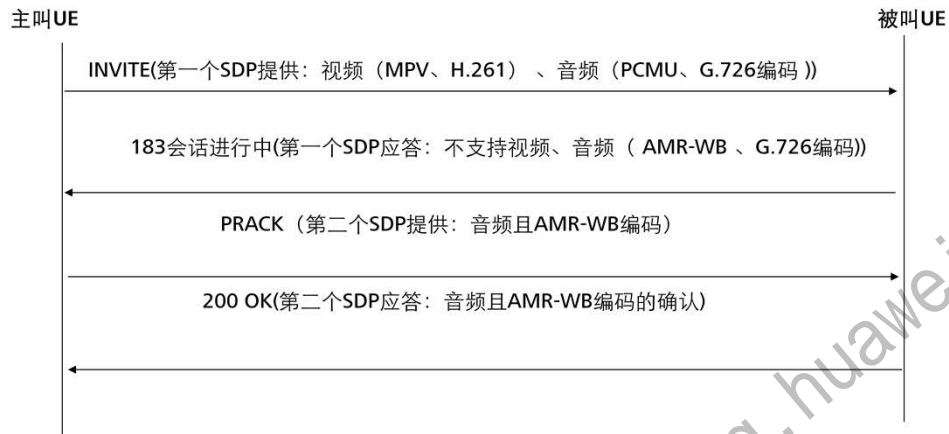 主叫UE
被叫UE
INVITE(第一个SDP提供：视频（MPV、H.261）、音频（PCMU、G.726编码 ))
183会话进行中(第一个SDP应答：不支持视频、音频（ AMR-WB 、G.726编码))
PRACK（第二个SDP提供：音频且AMR-WB编码）
200 OK(第二个SDP应答：音频且AMR-WB编码的确认)
huawe